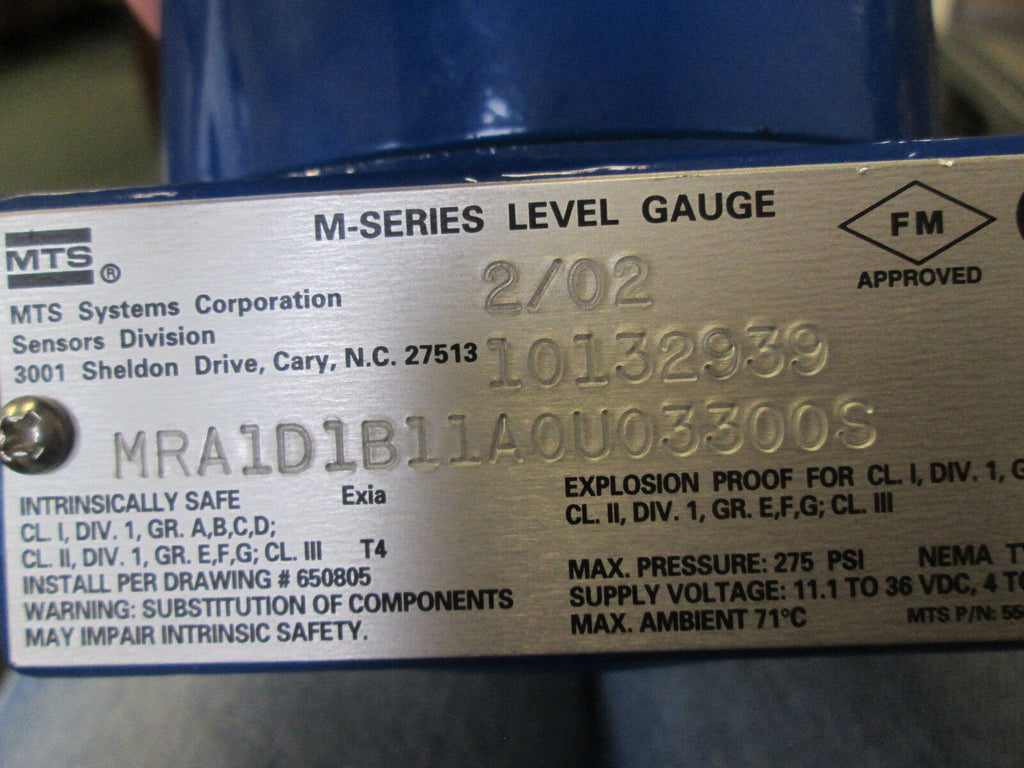 M-SERIES LEVEL GAUGE
MTS ®
FM
APPROVED
2/02
MTS Systems Corporation
Sensors Division
3001 Sheldon Drive, Cary, N.C. 27513
10132939
MRA1D1B11A0U03300S
INTRINSICALLY SAFE Exia
CL. I, DIV. 1, GR. A,B,C,D;
CL. II, DIV. 1, GR. E,F,G; CL. III T4
INSTALL PER DRAWING # 650805
WARNING: SUBSTITUTION OF COMPONENTS
MAY IMPAIR INTRINSIC SAFETY.
EXPLOSION PROOF FOR CL. I, DIV. 1,
CL. II, DIV. 1, GR. E,F,G; CL. III
MAX. PRESSURE: 275 PSI NEMA
SUPPLY VOLTAGE: 11.1 TO 36 VDC, 4
MAX. AMBIENT 71°C
MTS P/N: